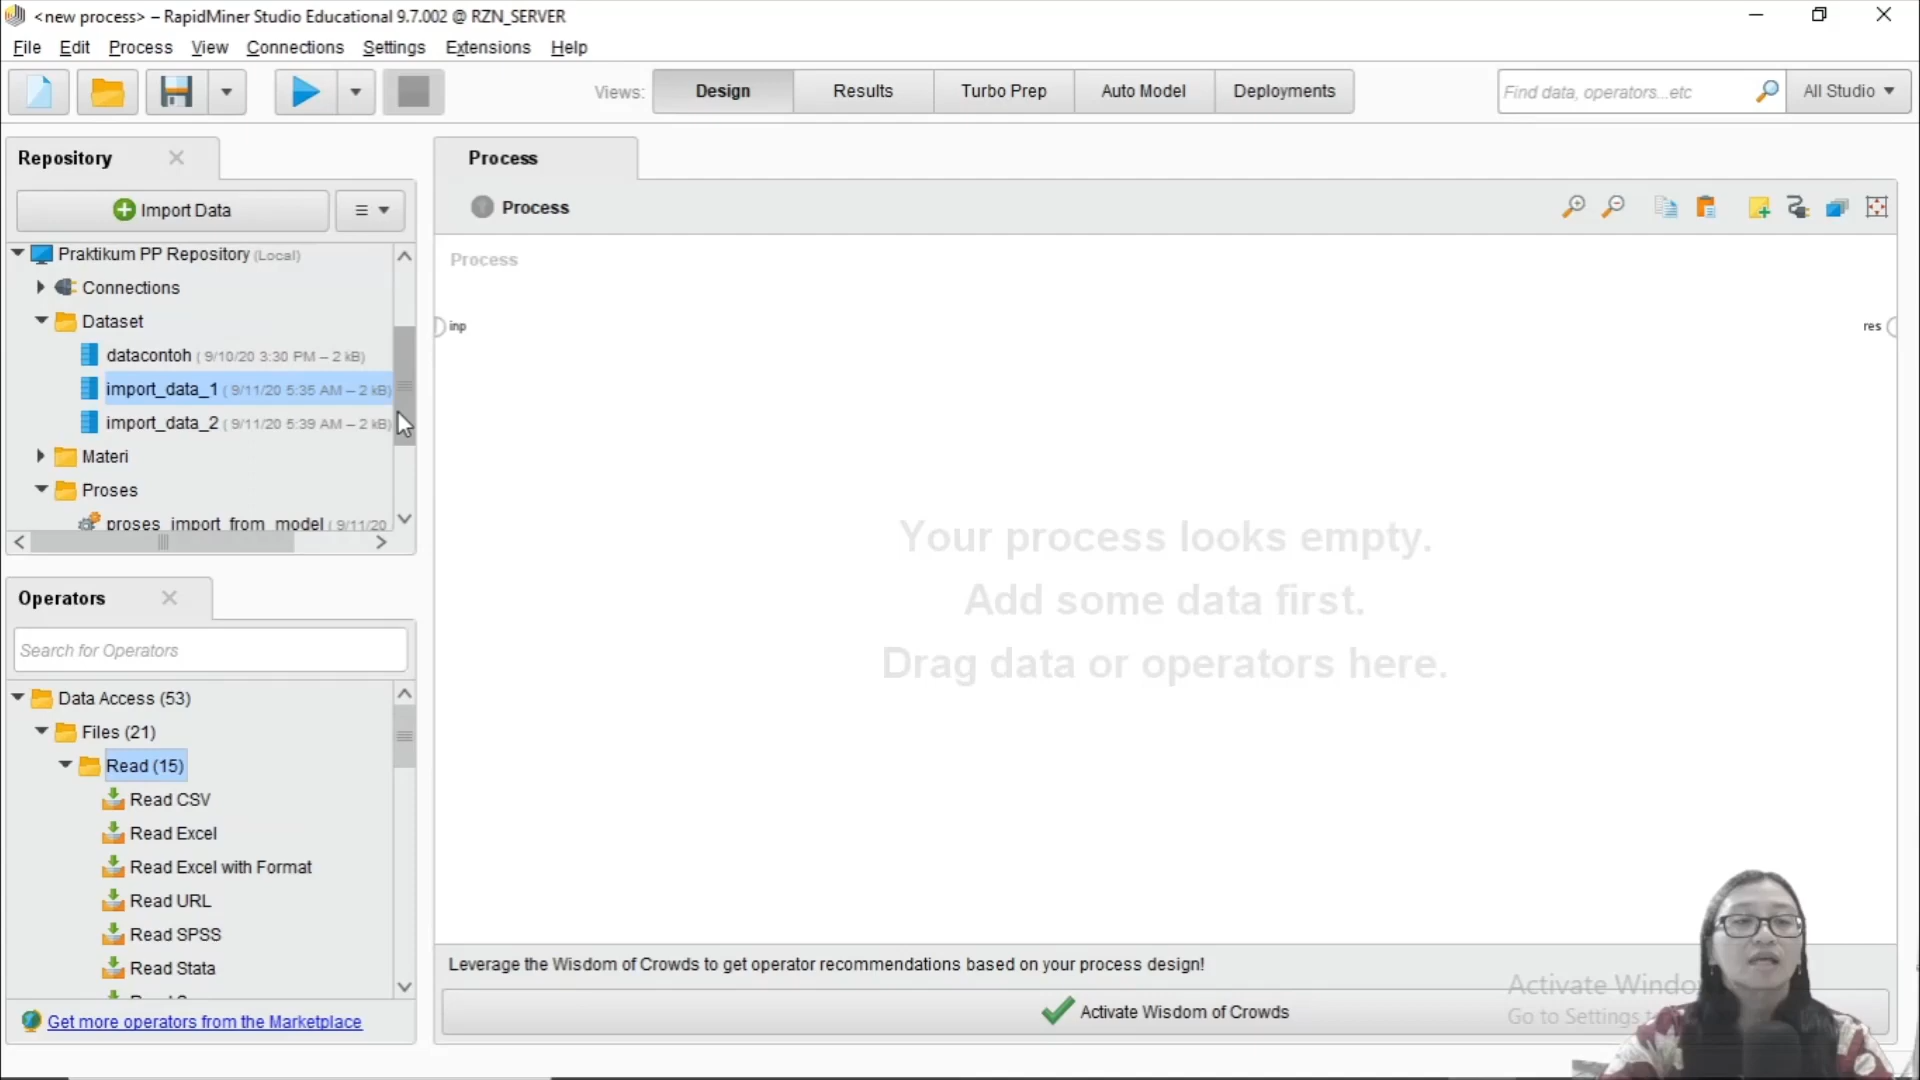 <new process> – RapidMiner Studio Educational 9.7.002 @ RZN_SERVER
File Edit Process View Connections Settings Extensions Help
Views: Design Results Turbo Prep Auto Model Deployments
Find data, operators...etc
All Studio
Repository
Import Data
Praktikum PP Repository (Local)
Connections
Dataset
datacontoh ( 9/10/20 3:30 PM – 2 kB)
import_data_1 ( 9/11/20 5:35 AM – 2 kB)
import_data_2 ( 9/11/20 5:39 AM – 2 kB)
Materi
Proses
proses_import_from_model ( 9/11/20
Operators
Search for Operators
Data Access (53)
Files (21)
Read (15)
Read CSV
Read Excel
Read Excel with Format
Read URL
Read SPSS
Read Stata
Get more operators from the Marketplace
Process
Process
Process
inp
res
Your process looks empty.
Add some data first.
Drag data or operators here.
Leverage the Wisdom of Crowds to get operator recommendations based on your process design!
Activate Wisdom of Crowds
Activate
Go to Settings